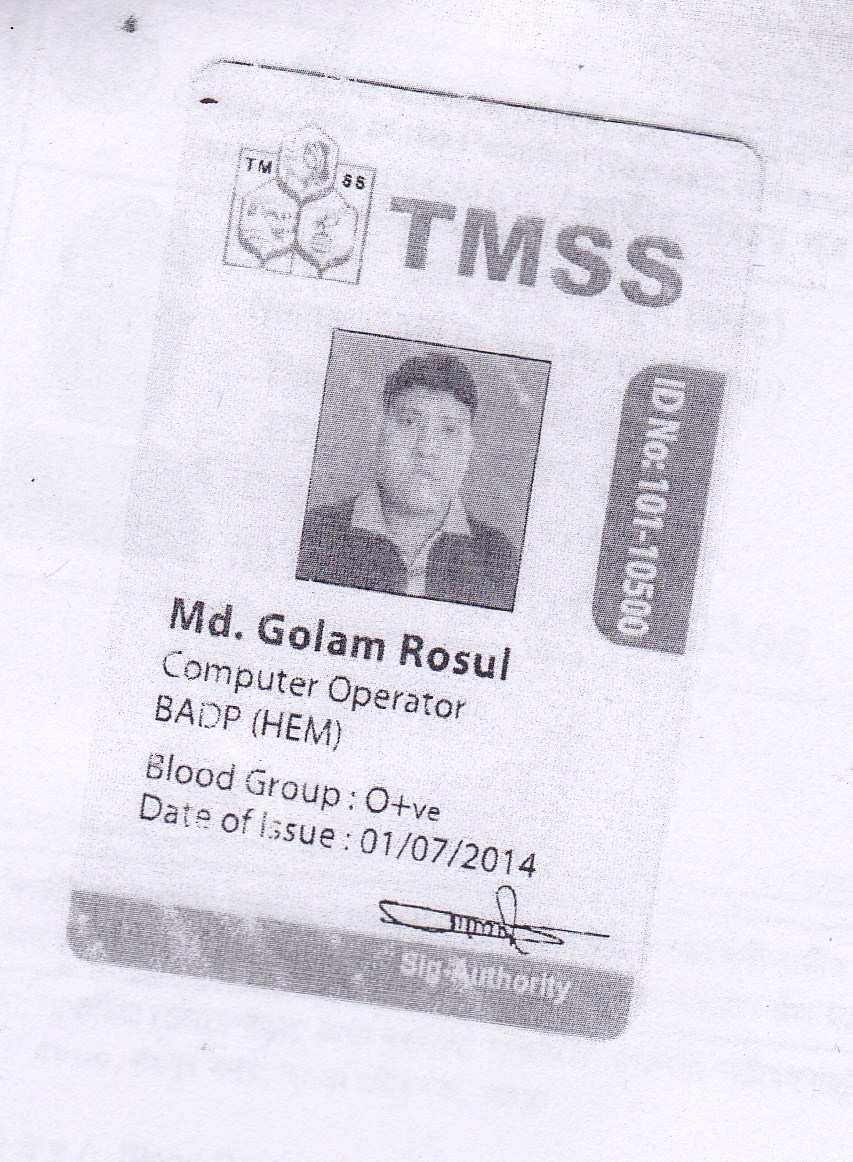 TM
SS
TMSS
ID No: 101-10500
Md. Golam Rosul
Computer Operator
BADP (HEM)
Blood Group : O+ve
Date of Issue : 01/07/2014
Sig-Authority